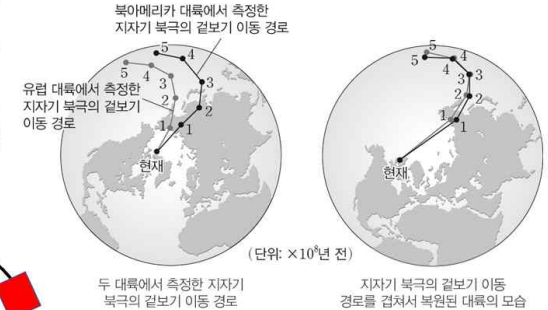 북아메리카 대륙에서 측정한
지자기 북극의 겉보기 이동 경로
유럽 대륙에서 측정한
지자기 북극의 겉보기
이동 경로
5
4
3
2
1
5
4
3
2
1
현재
5
4
3
2
1
5
4
3
2
1
현재
(단위: ×10⁸년 전)
두 대륙에서 측정한 지자기
북극의 겉보기 이동 경로
지자기 북극의 겉보기 이동
경로를 겹쳐서 복원된 대륙의 모습